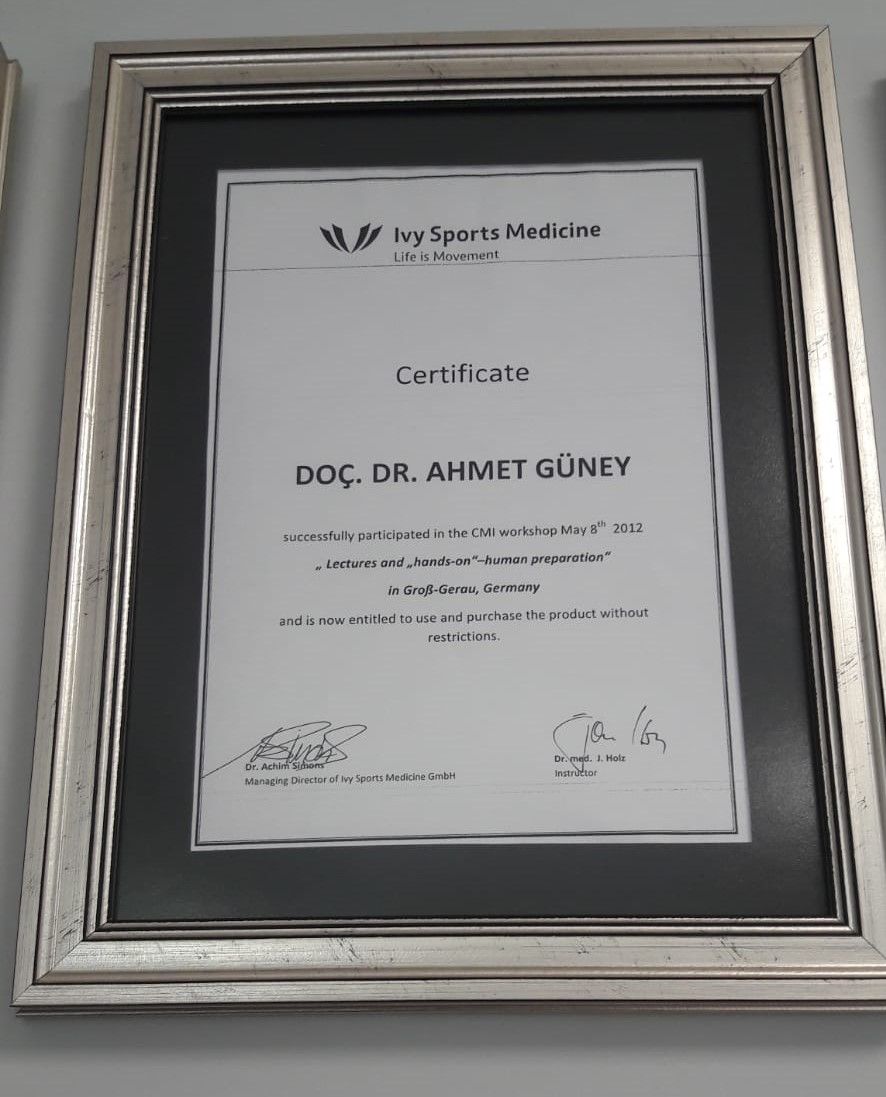 Ivy Sports Medicine
Life is Movement
Certificate
DOÇ. DR. AHMET GÜNEY
successfully participated in the CMI workshop May 8th 2012
„ Lectures and „hands-on“–human preparation“
in Groß-Gerau, Germany
and is now entitled to use and purchase the product without
restrictions.
Dr. Achim Simons
Managing Director of Ivy Sports Medicine GmbH
Dr. med. J. Holz
Instructor